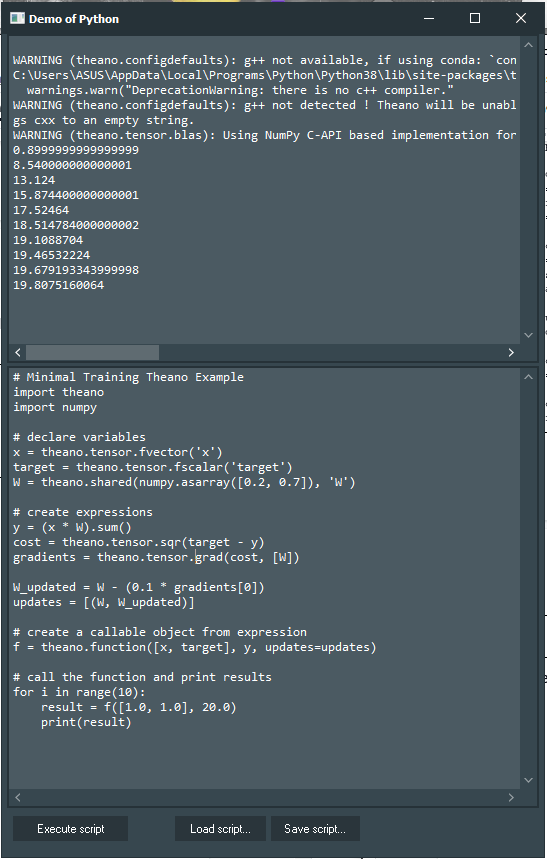 Demo of Python
WARNING (theano.configdefaults): g++ not available, if using conda: `con
C:\Users\ASUS\AppData\Local\Programs\Python\Python38\lib\site-packages\t
  warnings.warn("DeprecationWarning: there is no c++ compiler."
WARNING (theano.configdefaults): g++ not detected ! Theano will be unabl
gs cxx to an empty string.
WARNING (theano.tensor.blas): Using NumPy C-API based implementation for
0.8999999999999999
8.540000000000001
13.124
15.874400000000001
17.52464
18.514784000000002
19.1088704
19.46532224
19.679193343999998
19.8075160064
# Minimal Training Theano Example
import theano
import numpy
# declare variables
x = theano.tensor.fvector('x')
target = theano.tensor.fscalar('target')
W = theano.shared(numpy.asarray([0.2, 0.7]), 'W')
# create expressions
y = (x * W).sum()
cost = theano.tensor.sqr(target - y)
gradients = theano.tensor.grad(cost, [W])
W_updated = W - (0.1 * gradients[0])
updates = [(W, W_updated)]
# create a callable object from expression
f = theano.function([x, target], y, updates=updates)
# call the function and print results
for i in range(10):
    result = f([1.0, 1.0], 20.0)
    print(result)
Execute script
Load script...
Save script...